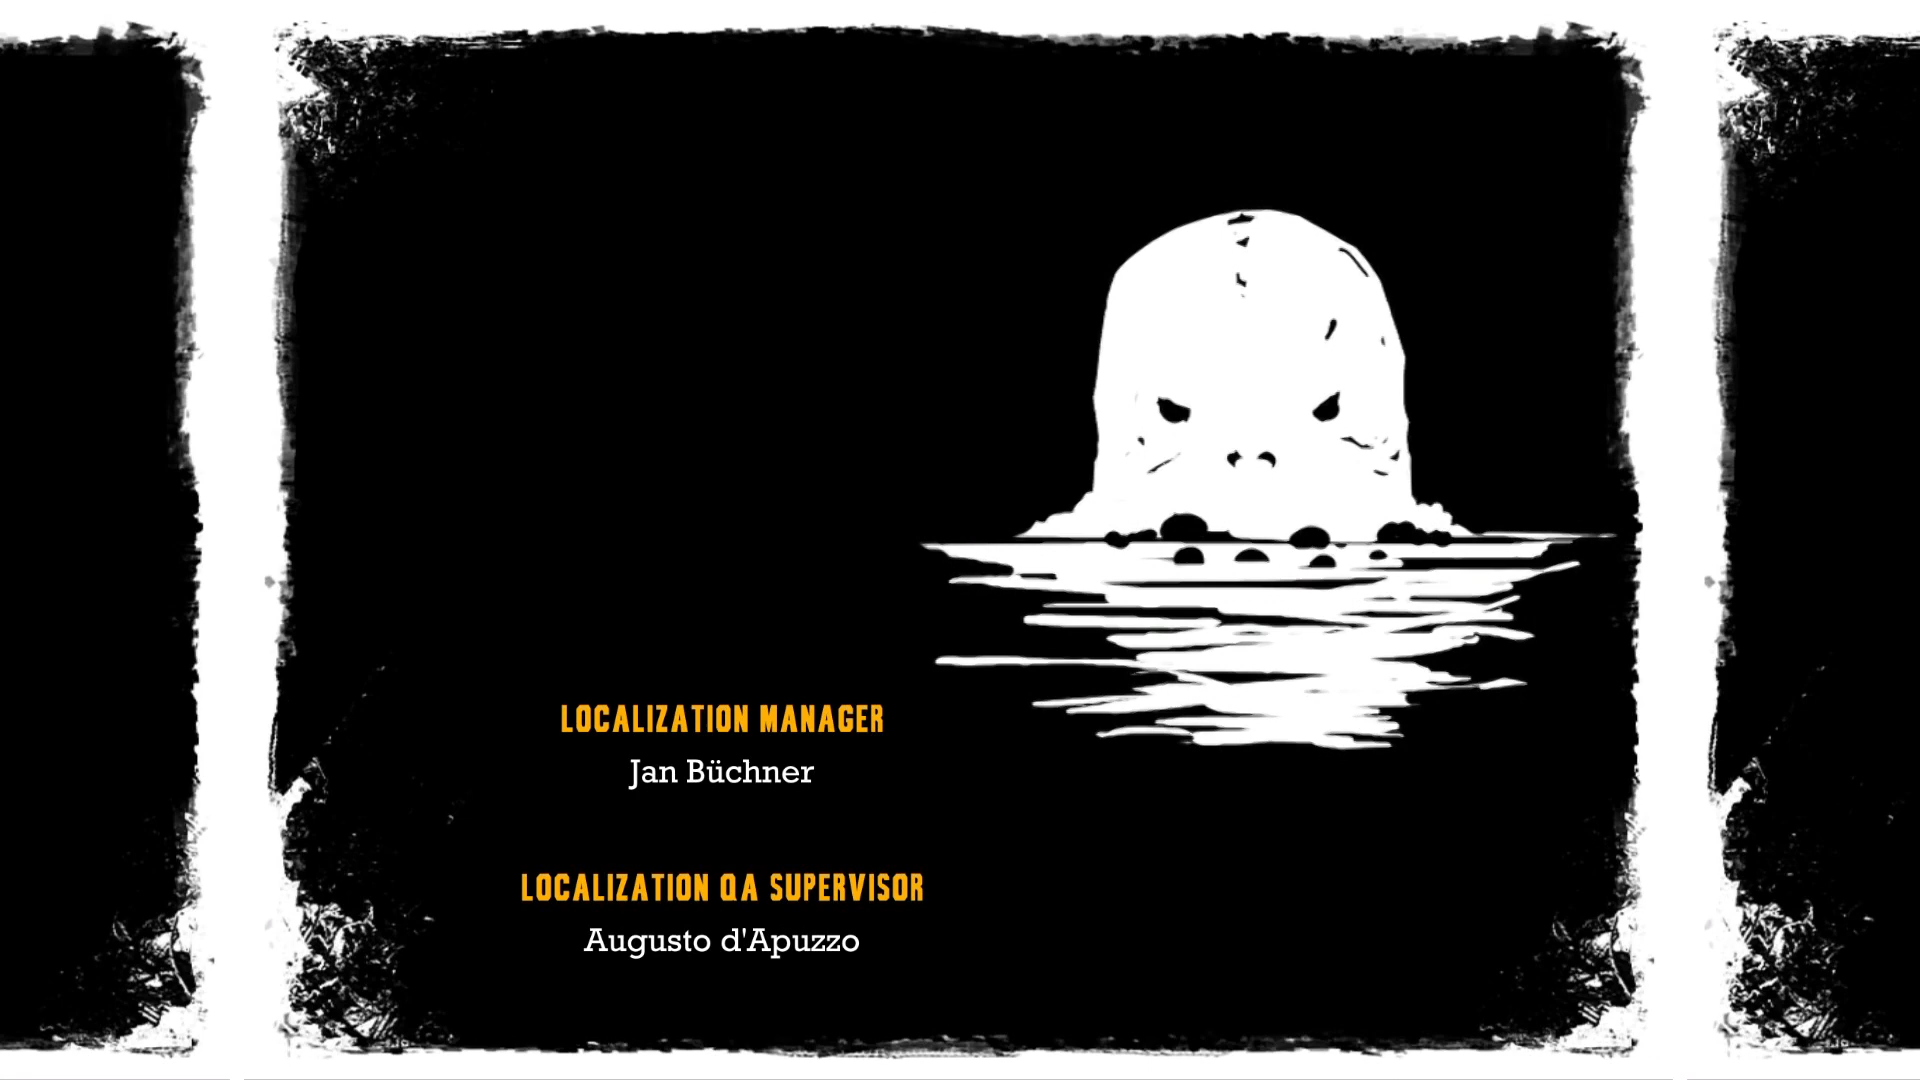 LOCALIZATION MANAGER
Jan Büchner
LOCALIZATION QA SUPERVISOR
Augusto d'Apuzzo